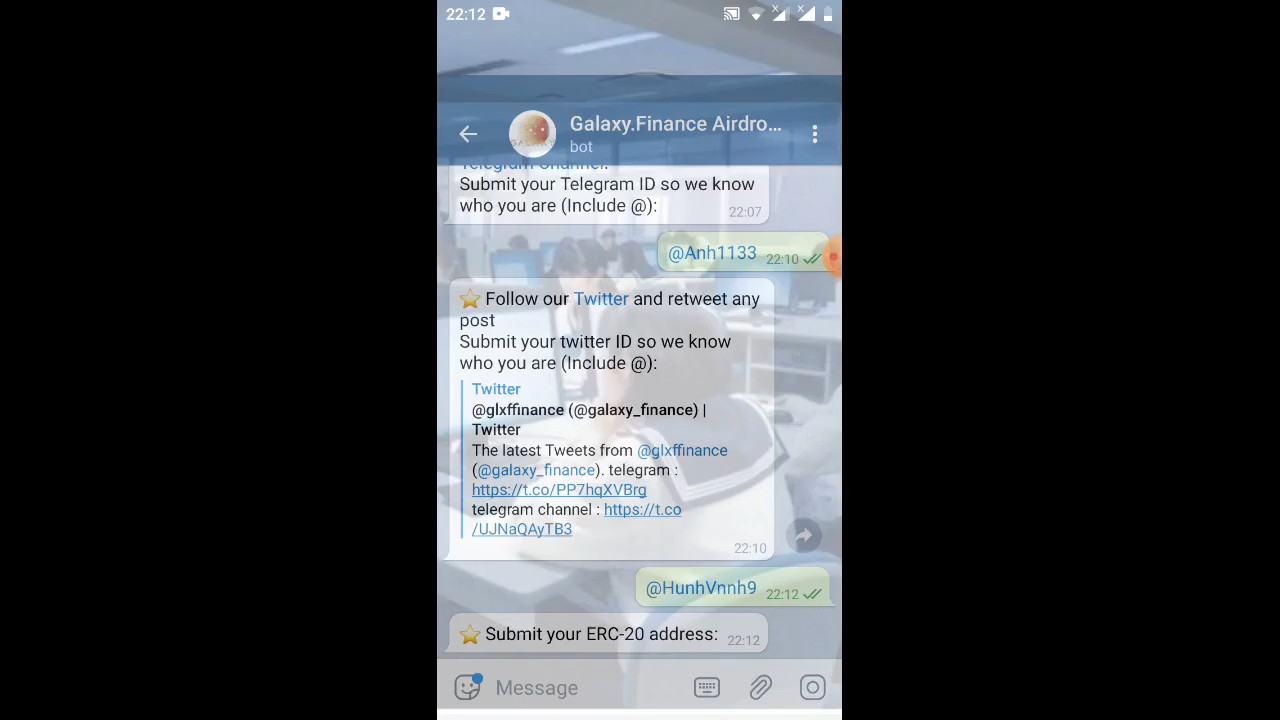 22:12
Galaxy.Finance Airdro...
bot
Telegram Channel.
Submit your Telegram ID so we know
who you are (Include @):
22:07
@Anh1133 22:10
Follow our Twitter and retweet any
post
Submit your twitter ID so we know
who you are (Include @):
Twitter
@glxffinance (@galaxy_finance) |
Twitter
The latest Tweets from @glxffinance
(@galaxy_finance). telegram :
https://t.co/PP7hqXVBrg
telegram channel : https://t.co
/UJNaQAyTB3
22:10
@HunhVnnh9 22:12
Submit your ERC-20 address: 22:12
Message